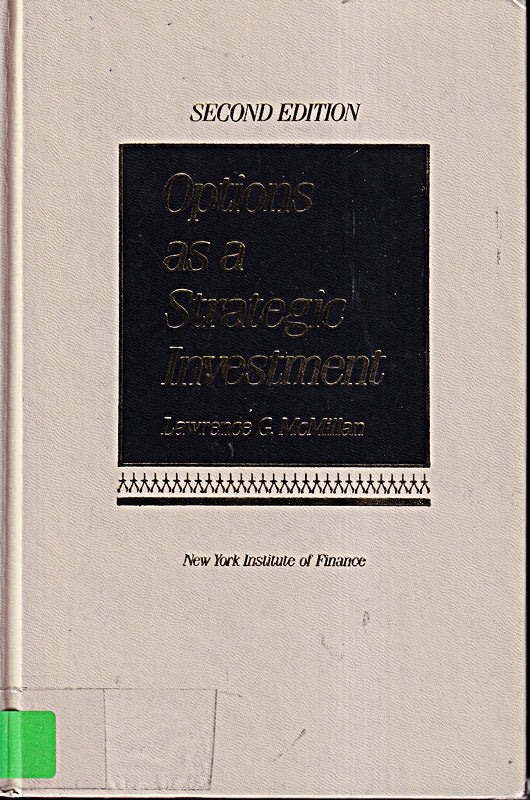 SECOND EDITION
Options
as a
Strategic
Investment
Lawrence G. McMillan
New York Institute of Finance